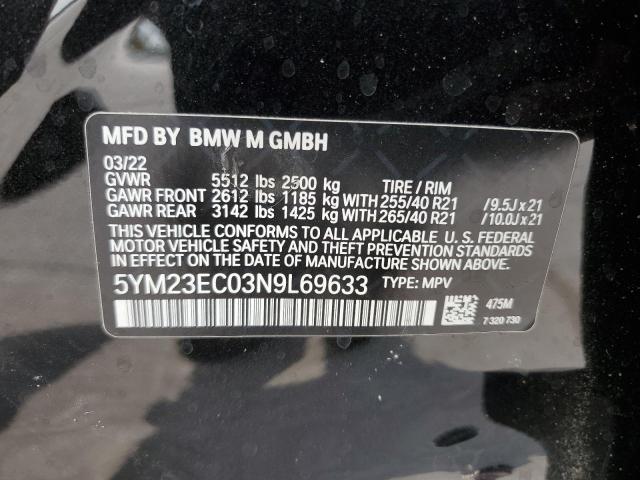 MFD BY BMW M GMBH
03/22
GVWR 5512 lbs 2500 kg TIRE / RIM
GAWR FRONT 2612 lbs 1185 kg WITH 255/40 R21 /9.5J x 21
GAWR REAR 3142 lbs 1425 kg WITH 265/40 R21 /10.0J x 21
THIS VEHICLE CONFORMS TO ALL APPLICABLE U. S. FEDERAL
MOTOR VEHICLE SAFETY AND THEFT PREVENTION STANDARDS
IN EFFECT ON THE DATE OF MANUFACTURE SHOWN ABOVE.
5YM23EC03N9L69633 TYPE: MPV
475M
7 320 730